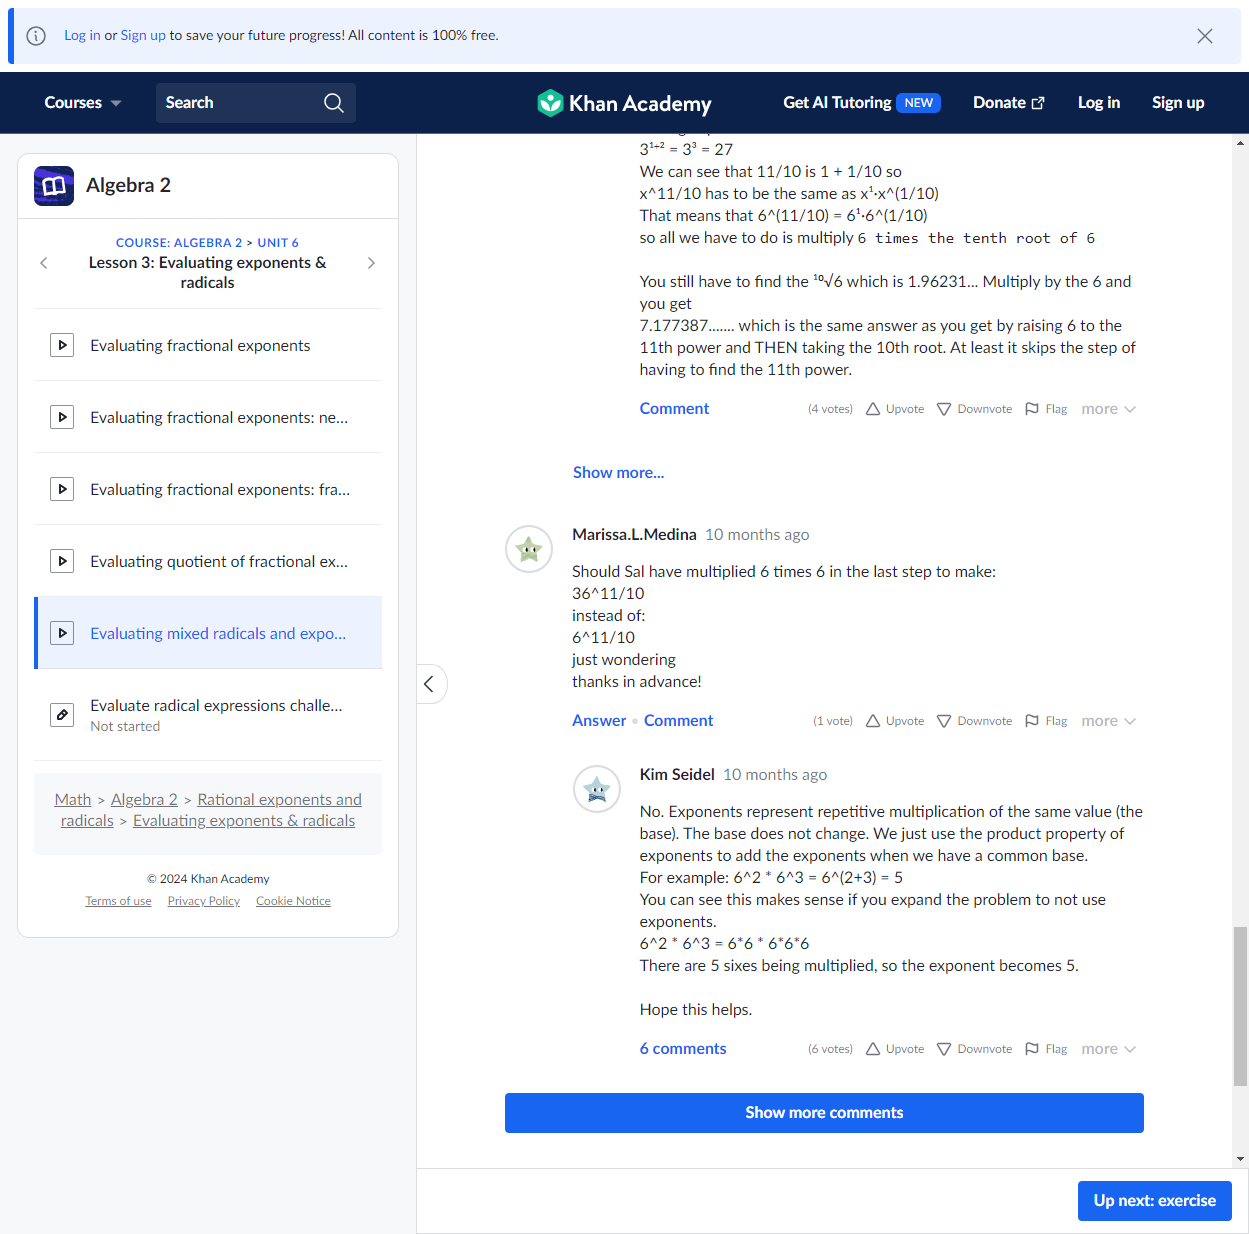 Log in or Sign up to save your future progress! All content is 100% free.
Courses
Search
Khan Academy
Get AI Tutoring NEW
Donate
Log in
Sign up
Algebra 2
COURSE: ALGEBRA 2 > UNIT 6
Lesson 3: Evaluating exponents &
radicals
Evaluating fractional exponents
Evaluating fractional exponents: ne...
Evaluating fractional exponents: fra...
Evaluating quotient of fractional ex...
Evaluating mixed radicals and expo...
Evaluate radical expressions challe...
Not started
Math > Algebra 2 > Rational exponents and
radicals > Evaluating exponents & radicals
© 2024 Khan Academy
Terms of use Privacy Policy Cookie Notice
3¹⁺² = 3³ = 27
We can see that 11/10 is 1 + 1/10 so
x^11/10 has to be the same as x¹·x^(1/10)
That means that 6^(11/10) = 6¹·6^(1/10)
so all we have to do is multiply 6 times the tenth root of 6
You still have to find the ¹⁰√6 which is 1.96231... Multiply by the 6 and
you get
7.177387....... which is the same answer as you get by raising 6 to the
11th power and THEN taking the 10th root. At least it skips the step of
having to find the 11th power.
Comment (4 votes) Upvote Downvote Flag more
Show more...
Marissa.L.Medina 10 months ago
Should Sal have multiplied 6 times 6 in the last step to make:
36^11/10
instead of:
6^11/10
just wondering
thanks in advance!
Answer • Comment (1 vote) Upvote Downvote Flag more
Kim Seidel 10 months ago
No. Exponents represent repetitive multiplication of the same value (the
base). The base does not change. We just use the product property of
exponents to add the exponents when we have a common base.
For example: 6^2 * 6^3 = 6^(2+3) = 5
You can see this makes sense if you expand the problem to not use
exponents.
6^2 * 6^3 = 6*6 * 6*6*6
There are 5 sixes being multiplied, so the exponent becomes 5.
Hope this helps.
6 comments (6 votes) Upvote Downvote Flag more
Show more comments
Up next: exercise